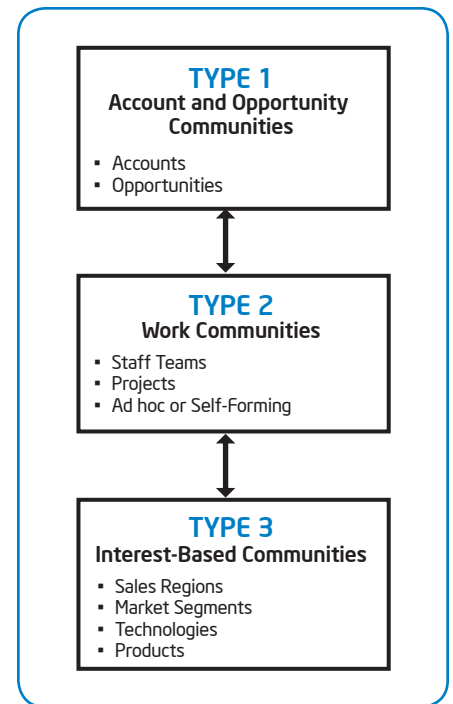 TYPE 1
Account and Opportunity
Communities
▪ Accounts
▪ Opportunities
TYPE 2
Work Communities
▪ Staff Teams
▪ Projects
▪ Ad hoc or Self-Forming
TYPE 3
Interest-Based Communities
▪ Sales Regions
▪ Market Segments
▪ Technologies
▪ Products